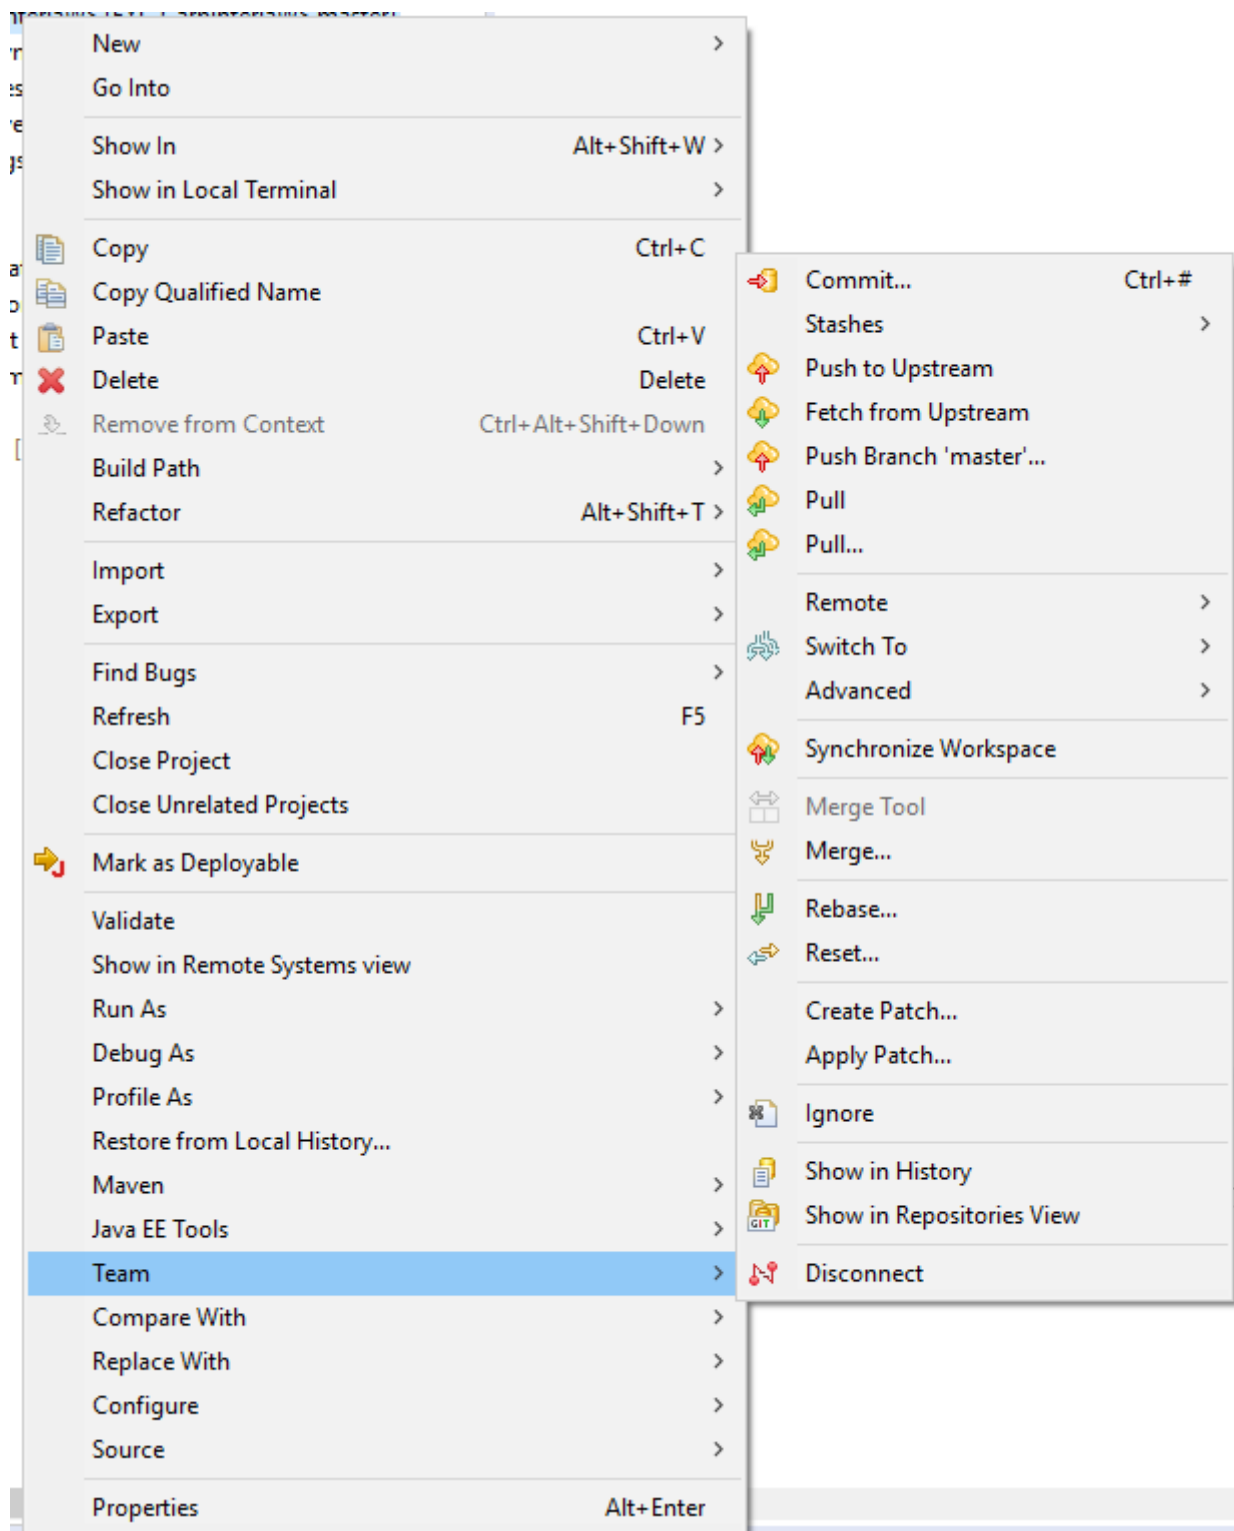 New
Go Into
Show In Alt+Shift+W
Show in Local Terminal
Copy Ctrl+C
Copy Qualified Name
Paste Ctrl+V
Delete Delete
Remove from Context Ctrl+Alt+Shift+Down
Build Path
Refactor Alt+Shift+T
Import
Export
Find Bugs
Refresh F5
Close Project
Close Unrelated Projects
Mark as Deployable
Validate
Show in Remote Systems view
Run As
Debug As
Profile As
Restore from Local History...
Maven
Java EE Tools
Team
Compare With
Replace With
Configure
Source
Properties Alt+Enter
Commit... Ctrl+#
Stashes
Push to Upstream
Fetch from Upstream
Push Branch 'master'...
Pull
Pull...
Remote
Switch To
Advanced
Synchronize Workspace
Merge Tool
Merge...
Rebase...
Reset...
Create Patch...
Apply Patch...
Ignore
Show in History
GIT Show in Repositories View
Disconnect